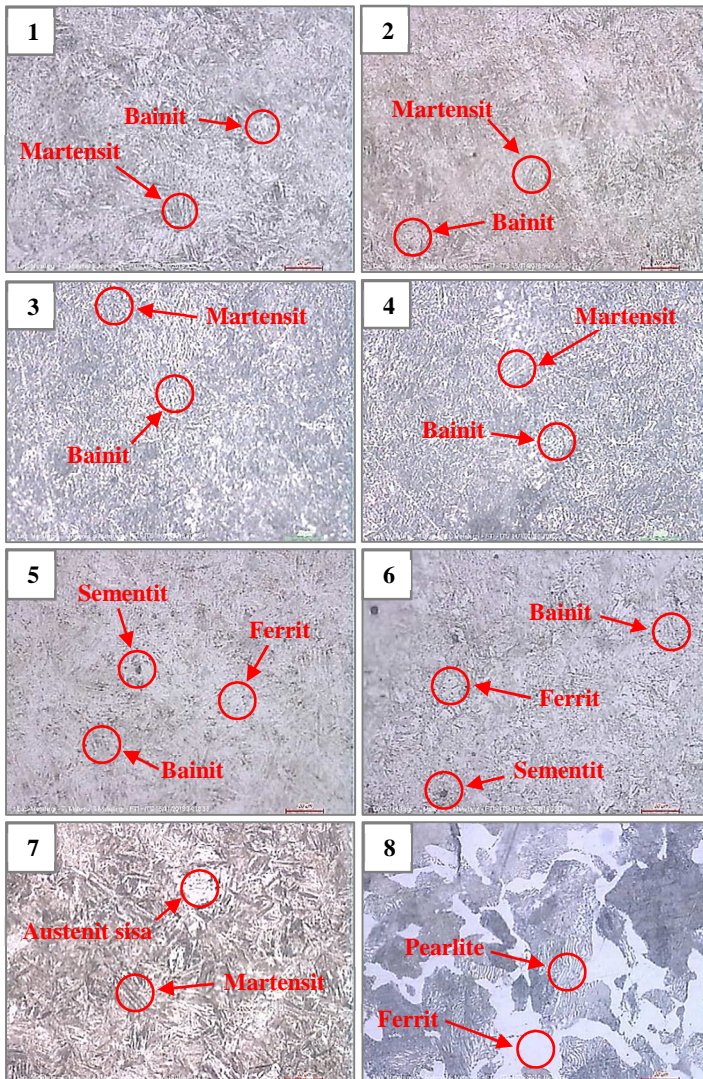 1
Bainit
Martensit
2
Martensit
Bainit
3
Martensit
Bainit
4
Martensit
Bainit
5
Sementit
Ferrit
Bainit
6
Bainit
Ferrit
Sementit
7
Austenit sisa
Martensit
8
Pearlite
Ferrit